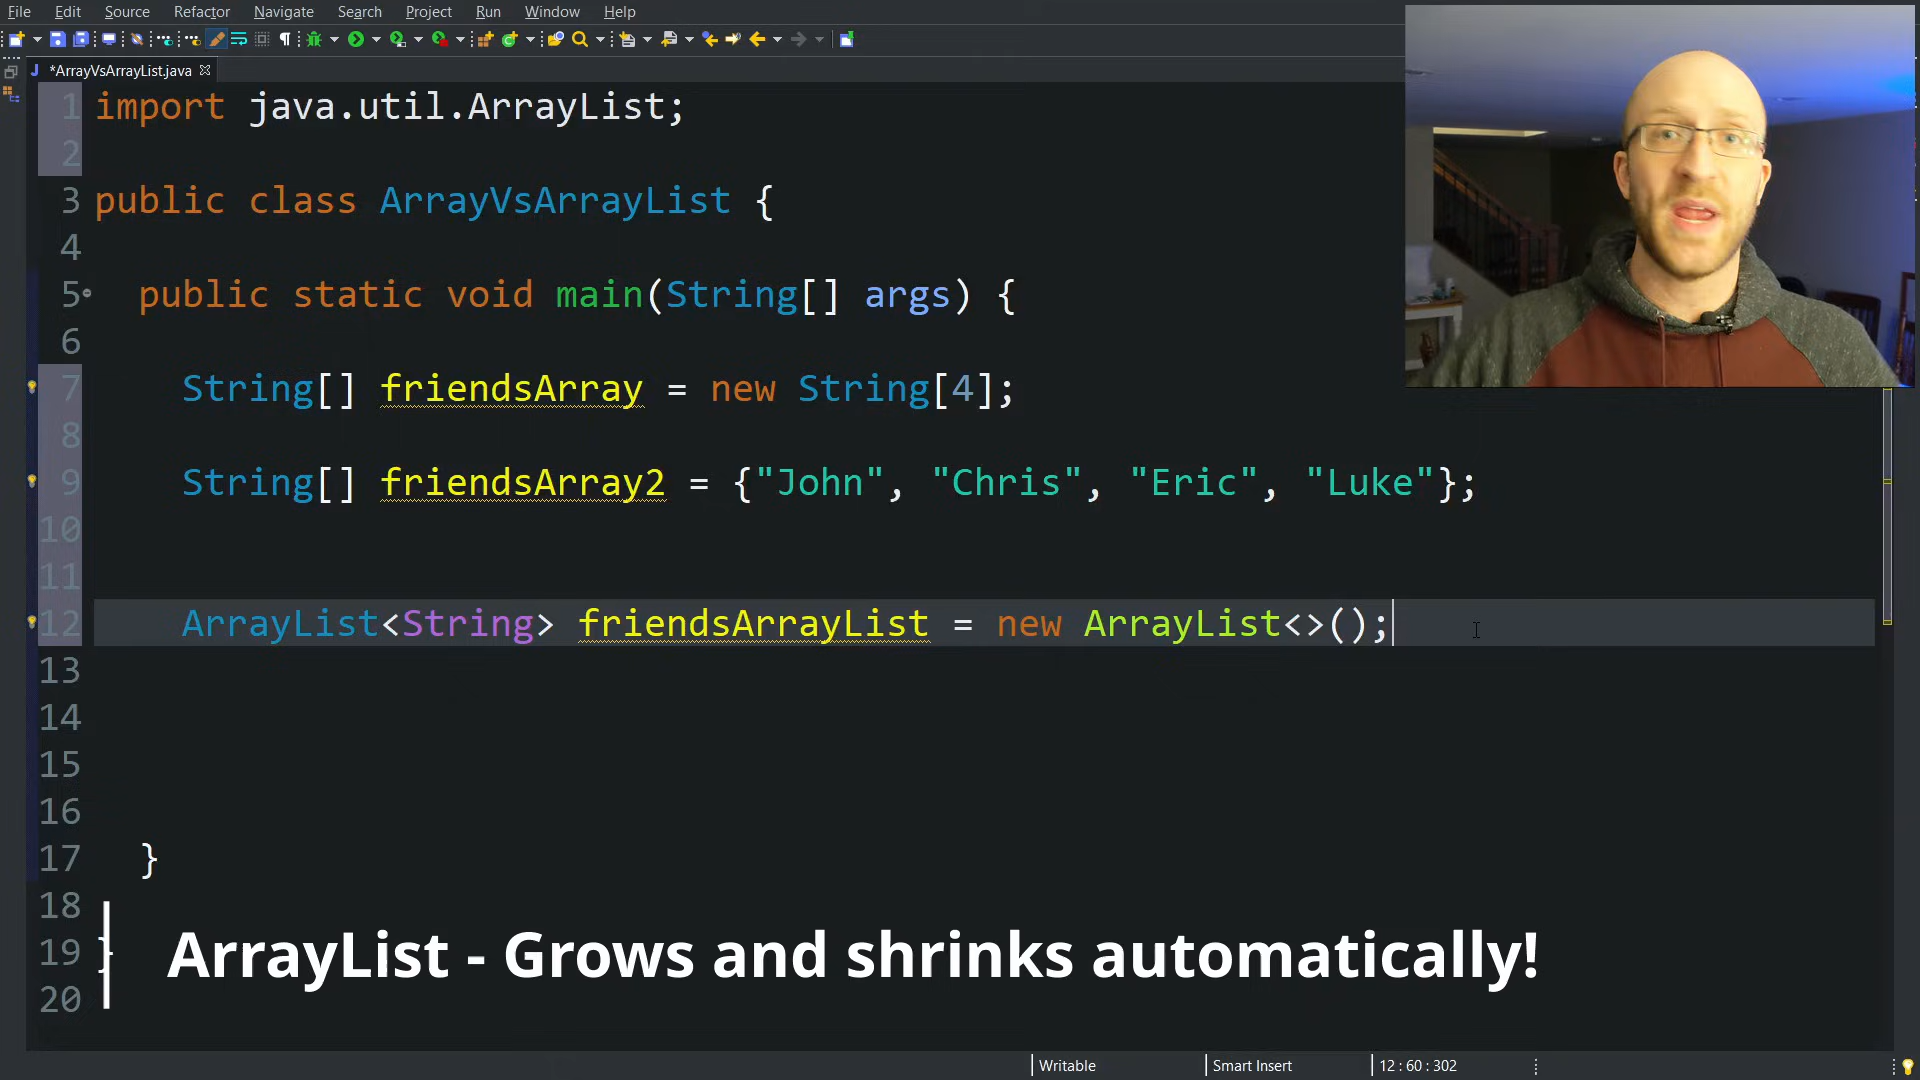 File Edit Source Refactor Navigate Search Project Run Window Help
*ArrayVsArrayList.java
1 import java.util.ArrayList;
2
3 public class ArrayVsArrayList {
4
5 public static void main(String[] args) {
6
7 String[] friendsArray = new String[4];
8
9 String[] friendsArray2 = {"John", "Chris", "Eric", "Luke"};
10
11
12 ArrayList<String> friendsArrayList = new ArrayList<>();
13
14
15
16
17 }
18
19 }
20
ArrayList - Grows and shrinks automatically!
Writable Smart Insert 12 : 60 : 302